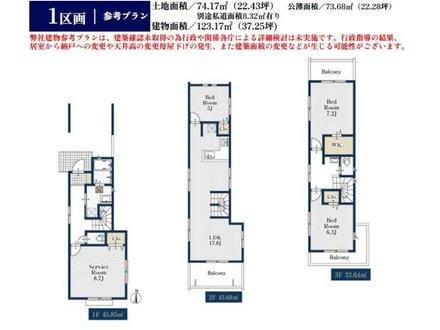 1区画 参考プラン
土地面積／74.17㎡（22.43坪） 公簿面積／73.68㎡（22.28坪）
別途私道面積8.32㎡有り
建物面積／123.17㎡（37.25坪）
弊社建物参考プランは、建築確認未取得の為行政や関係各庁による詳細検討は未実施です。行政指導の結果、
居室から納戸への変更や天井高の変更母屋下げの発生、また建築面積の変更などが生じる可能性がございます。
Service
Room
8.7J
1F 45.85㎡
Bed
Room
5J
LDK
17.8J
Balcony
2F 43.68㎡
Balcony
Bed
Room
7.2J
Bed
Room
6.3J
Balcony
3F 33.64㎡